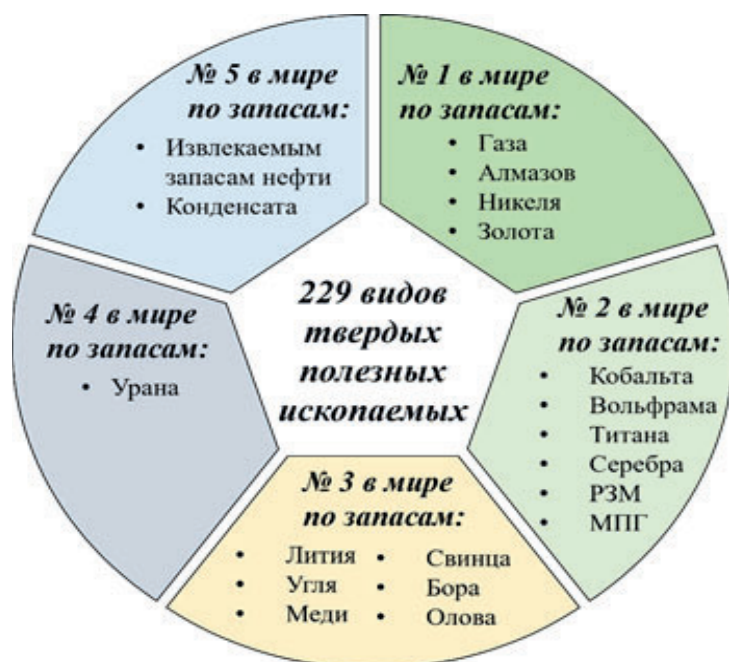 № 5 в мире
по запасам:
• Извлекаемым
запасам нефти
• Конденсата
№ 1 в мире
по запасам:
• Газа
• Алмазов
• Никеля
• Золота
№ 2 в мире
по запасам:
• Кобальта
• Вольфрама
• Титана
• Серебра
• РЗМ
• МПГ
№ 3 в мире
по запасам:
• Лития • Свинца
• Угля • Бора
• Меди • Олова
№ 4 в мире
по запасам:
• Урана
229 видов
твердых
полезных
ископаемых